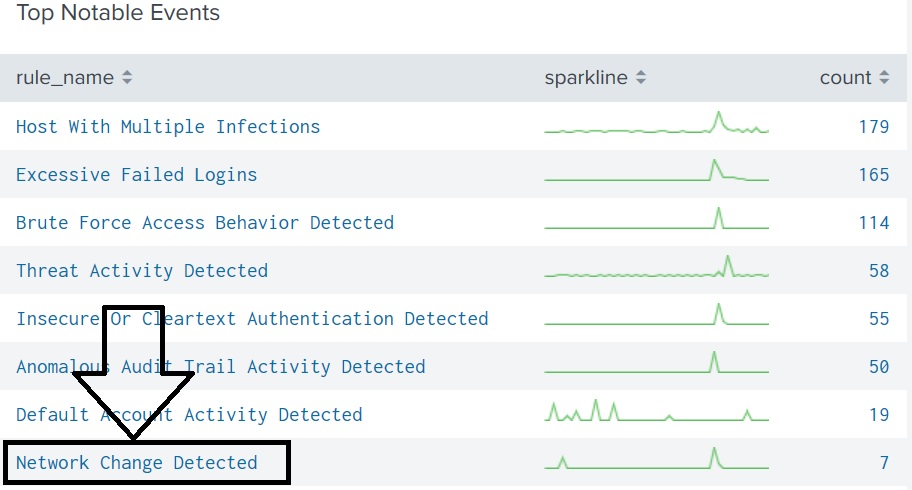 Top Notable Events
rule_name sparkline count
Host With Multiple Infections 179
Excessive Failed Logins 165
Brute Force Access Behavior Detected 114
Threat Activity Detected 58
Insecure Or Cleartext Authentication Detected 55
Anomalous Audit Trail Activity Detected 50
Default Account Activity Detected 19
Network Change Detected 7